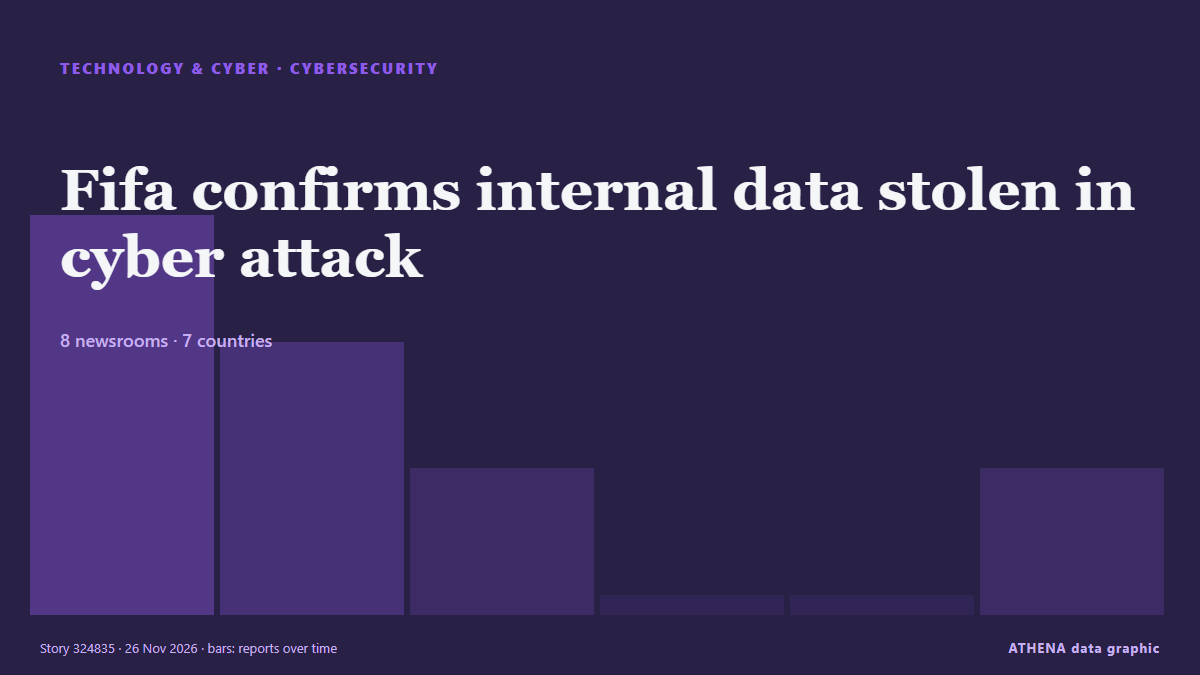 TECHNOLOGY & CYBER · CYBERSECURITY
Fifa confirms internal data stolen in
cyber attack
8 newsrooms · 7 countries
Story 324835 · 26 Nov 2026 · bars: reports over time
ATHENA data graphic